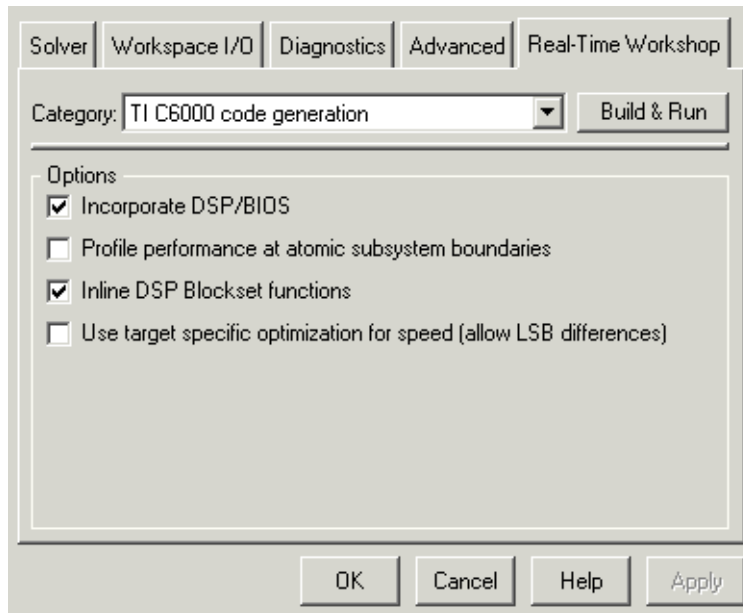 Solver Workspace I/O Diagnostics Advanced Real-Time Workshop
Category: TI C6000 code generation Build & Run
Options
Incorporate DSP/BIOS
Profile performance at atomic subsystem boundaries
Inline DSP Blockset functions
Use target specific optimization for speed (allow LSB differences)
OK Cancel Help Apply